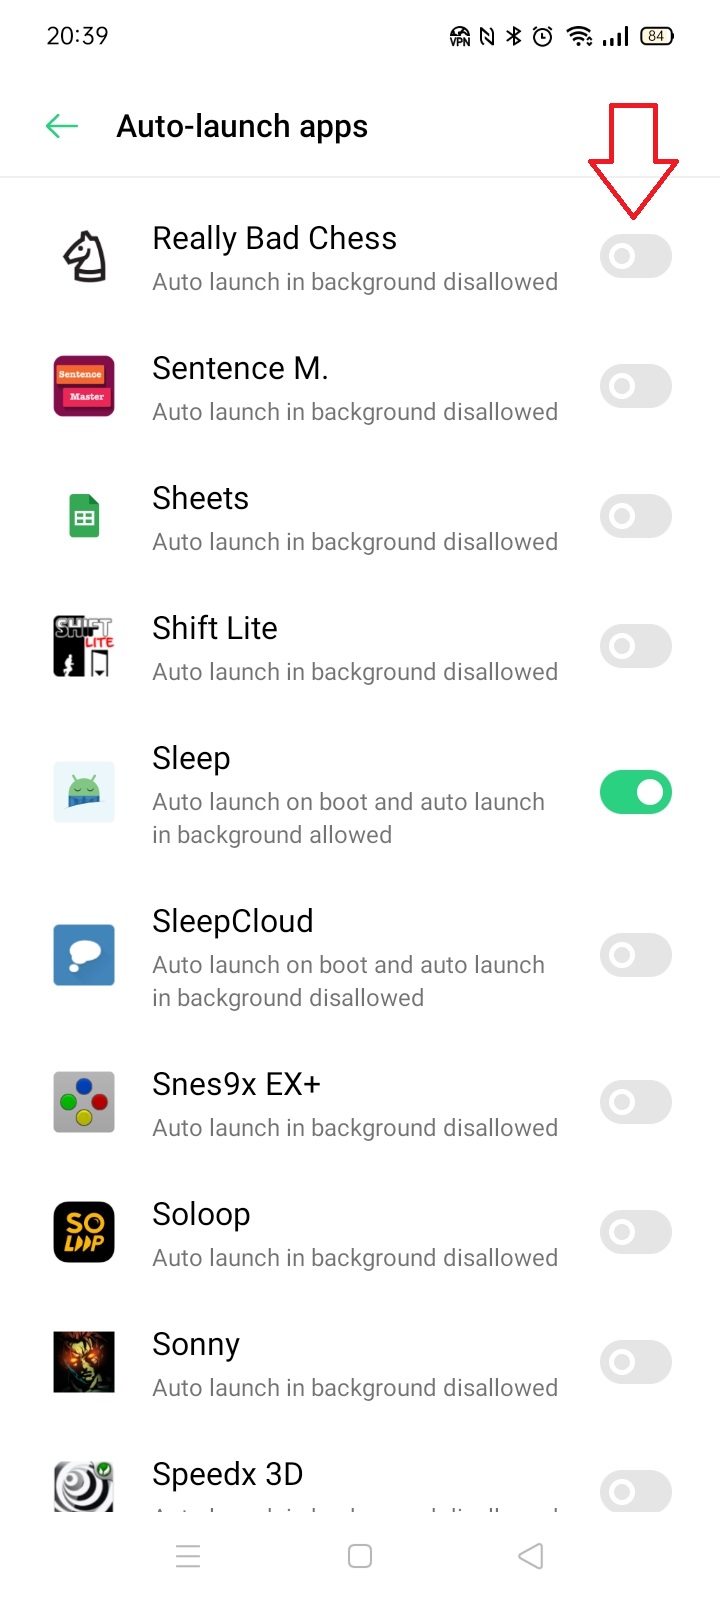 20:39
VPN
84
Auto-launch apps
Really Bad Chess
Auto launch in background disallowed
Sentence M.
Auto launch in background disallowed
Sentence
Master
Sheets
Auto launch in background disallowed
Shift Lite
Auto launch in background disallowed
SHIFT
LITE
Sleep
Auto launch on boot and auto launch
in background allowed
SleepCloud
Auto launch on boot and auto launch
in background disallowed
Snes9x EX+
Auto launch in background disallowed
Soloop
Auto launch in background disallowed
SO
LOOP
Sonny
Auto launch in background disallowed
Speedx 3D